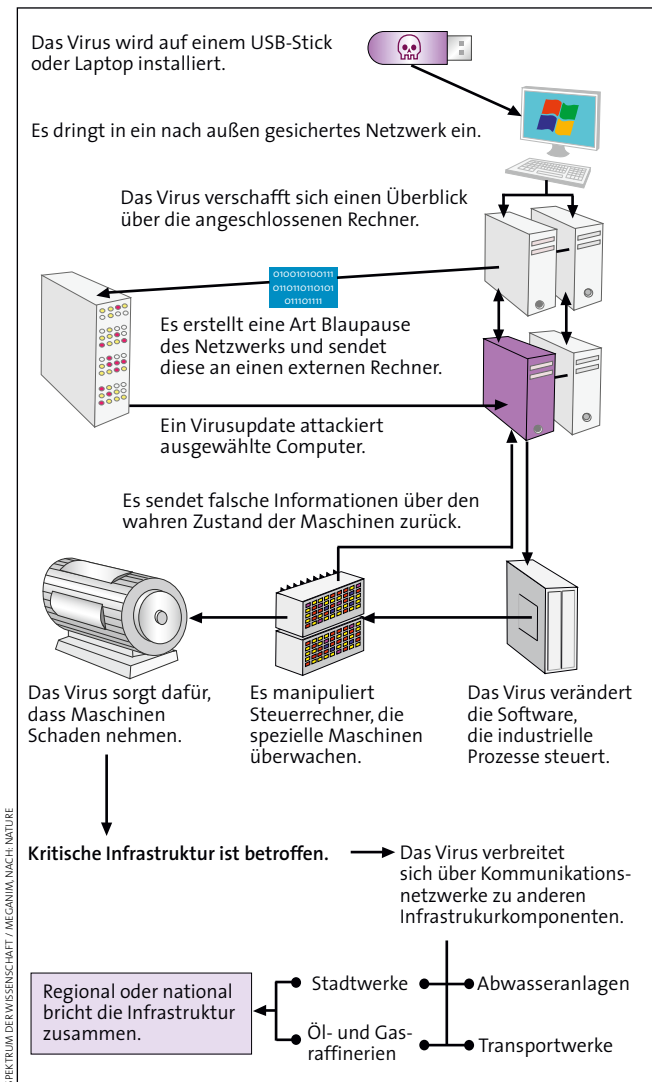 Das Virus wird auf einem USB-Stick
oder Laptop installiert.
Es dringt in ein nach außen gesichertes Netzwerk ein.
Das Virus verschafft sich einen Überblick
über die angeschlossenen Rechner.
010010100111
0110110110101
011101111
Es erstellt eine Art Blaupause
des Netzwerks und sendet
diese an einen externen Rechner.
Ein Virusupdate attackiert
ausgewählte Computer.
Es sendet falsche Informationen über den
wahren Zustand der Maschinen zurück.
Das Virus sorgt dafür,
dass Maschinen
Schaden nehmen.
Es manipuliert
Steuerrechner, die
spezielle Maschinen
überwachen.
Das Virus verändert
die Software,
die industrielle
Prozesse steuert.
Kritische Infrastruktur ist betroffen.
Das Virus verbreitet
sich über Kommunikations-
netzwerke zu anderen
Infrastrukurkomponenten.
Regional oder national
bricht die Infrastruktur
zusammen.
Stadtwerke
Abwasseranlagen
Öl- und Gas-
raffinerien
Transportwerke
SPEKTRUM DER WISSENSCHAFT / MEGANIM, NACH: NATURE